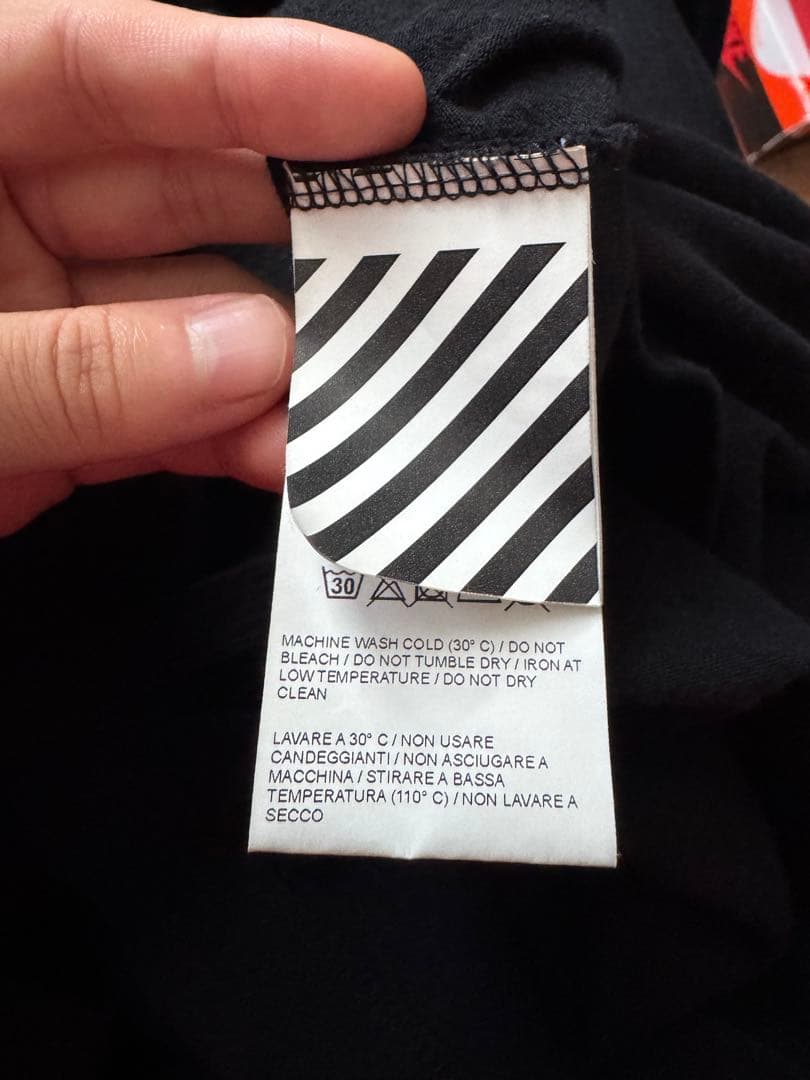 30
MACHINE WASH COLD (30° C) / DO NOT
BLEACH / DO NOT TUMBLE DRY / IRON AT
LOW TEMPERATURE / DO NOT DRY
CLEAN
LAVARE A 30° C / NON USARE
CANDEGGIANTI / NON ASCIUGARE A
MACCHINA / STIRARE A BASSA
TEMPERATURA (110° C) / NON LAVARE A
SECCO